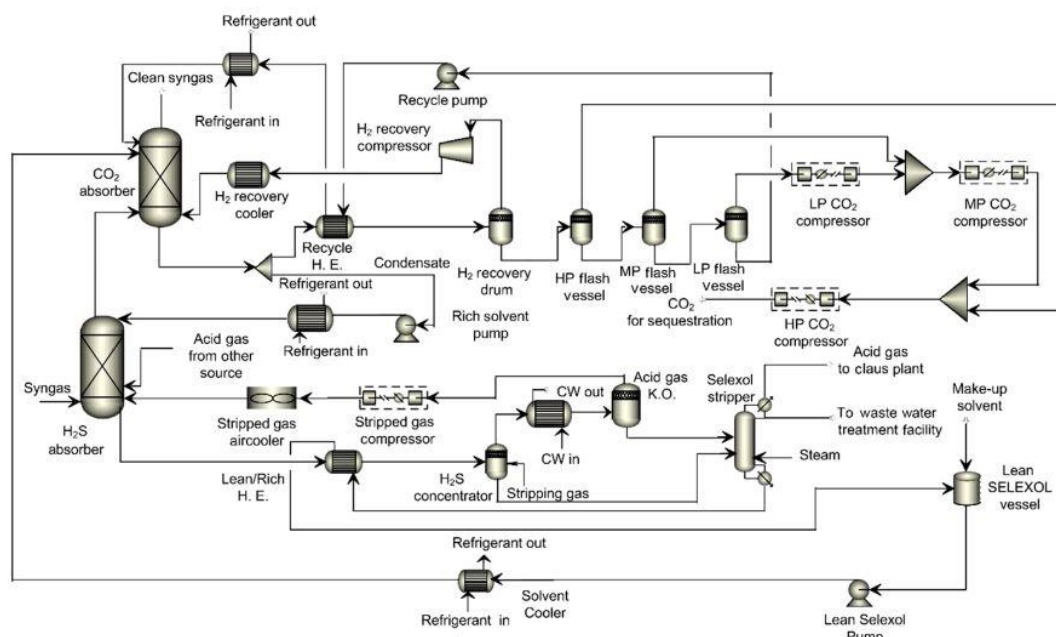 Refrigerant out
Clean syngas
Refrigerant in
Recycle pump
H2 recovery
compressor
CO2
absorber
H2 recovery
cooler
LP CO2
compressor
MP CO2
compressor
Recycle
H. E.
H2 recovery
drum
HP flash
vessel
MP flash
vessel
LP flash
vessel
Condensate
Refrigerant out
Rich solvent
pump
CO2
for sequestration
HP CO2
compressor
Refrigerant in
Acid gas
from other
source
Syngas
H2S
absorber
Stripped gas
aircooler
Stripped gas
compressor
CW out
Acid gas
K.O.
Selexol
stripper
Acid gas
to claus plant
To waste water
treatment facility
Make-up
solvent
CW in
Steam
Lean/Rich
H. E.
H2S
concentrator
Stripping gas
Lean
SELEXOL
vessel
Refrigerant out
Refrigerant in
Solvent
Cooler
Lean Selexol
Pump